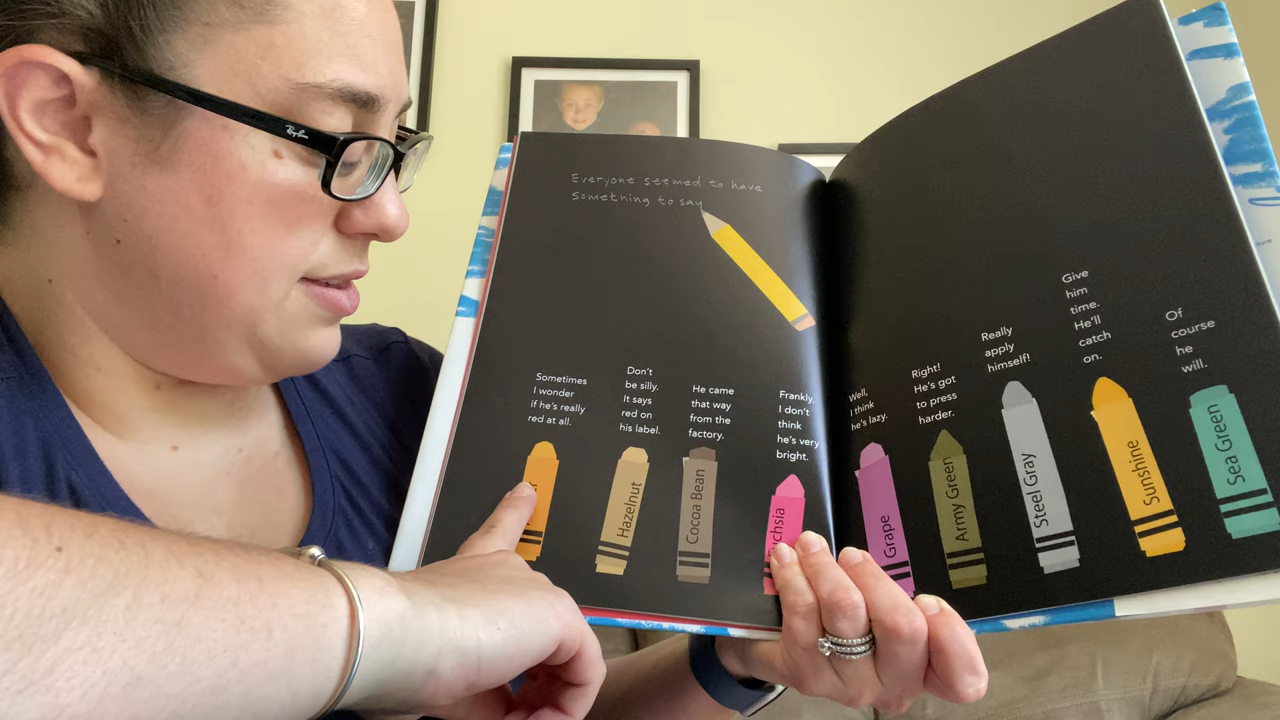 Ray-Ban
Everyone seemed to have
something to say.
Sometimes
I wonder
if he's really
red at all.
Don't
be silly.
It says
red on
his label.
He came
that way
from the
factory.
Frankly,
I don't
think
he's very
bright.
Well,
I think
he's lazy.
Right!
He's got
to press
harder.
Really
apply
himself!
Give
him
time.
He'll
catch
on.
Of
course
he
will.
Hazelnut
Cocoa Bean
Grape
Army Green
Steel Gray
Sunshine
Sea Green